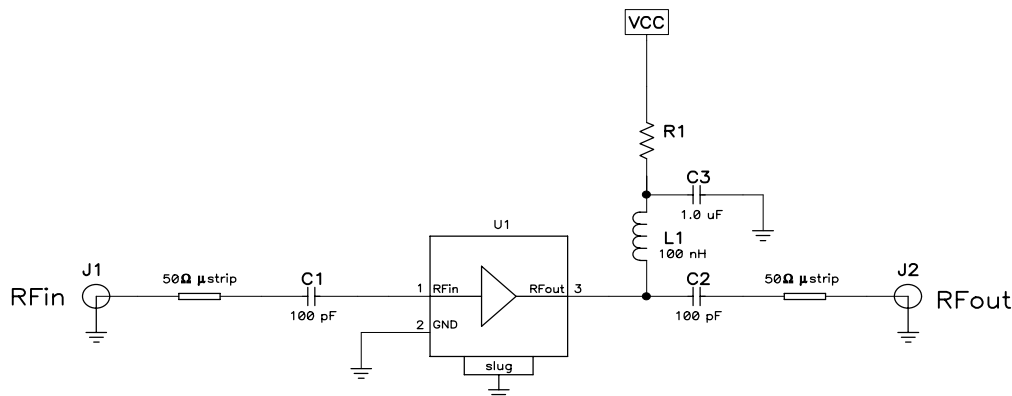 VCC
R1
C3
1.0 uF
U1
L1
100 nH
J1
50Ω μstrip
C1
C2
50Ω μstrip
J2
RFin
100 pF
1
RFin
RFout
3
100 pF
RFout
2
GND
slug